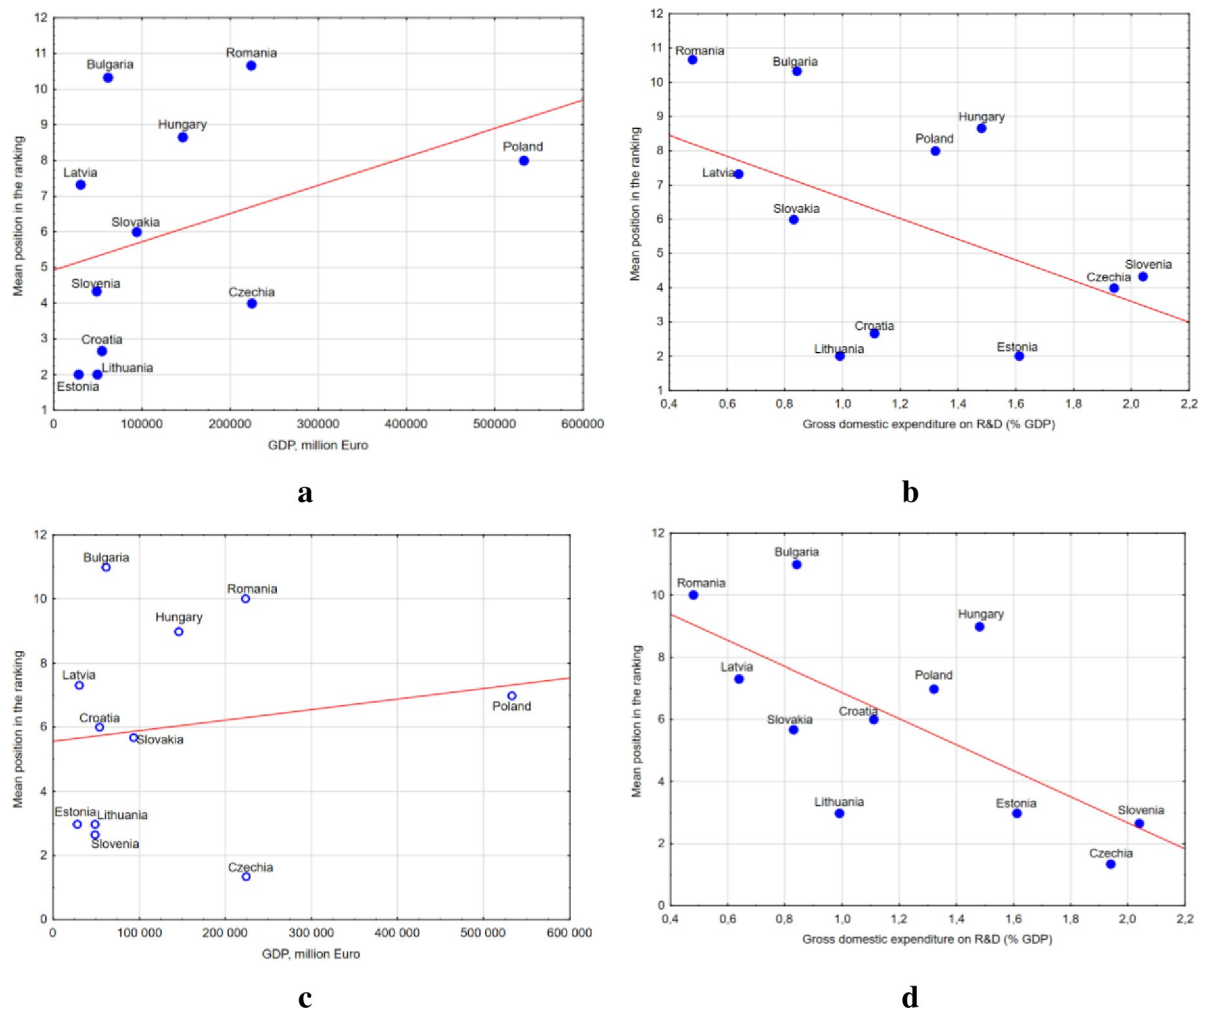 12
11
10
9
8
7
6
5
4
3
2
1
Mean position in the ranking
Romania
Bulgaria
Hungary
Poland
Latvia
Slovakia
Slovenia
Czechia
Croatia
Lithuania
Estonia
0 100000 200000 300000 400000 500000 600000
GDP, million Euro
a
12
11
10
9
8
7
6
5
4
3
2
1
Mean position in the ranking
Romania
Bulgaria
Hungary
Poland
Latvia
Slovakia
Slovenia
Czechia
Croatia
Lithuania
Estonia
0,4 0,6 0,8 1,0 1,2 1,4 1,6 1,8 2,0 2,2
Gross domestic expenditure on R&D (% GDP)
b
12
10
8
6
4
2
0
Mean position in the ranking
Bulgaria
Romania
Hungary
Latvia
Poland
Croatia
Slovakia
Estonia
Lithuania
Slovenia
Czechia
0 100 000 200 000 300 000 400 000 500 000 600 000
GDP, million Euro
c
12
10
8
6
4
2
0
Mean position in the ranking
Bulgaria
Romania
Hungary
Latvia
Poland
Croatia
Slovakia
Lithuania
Estonia
Slovenia
Czechia
0,4 0,6 0,8 1,0 1,2 1,4 1,6 1,8 2,0 2,2
Gross domestic expenditure on R&D (% GDP)
d